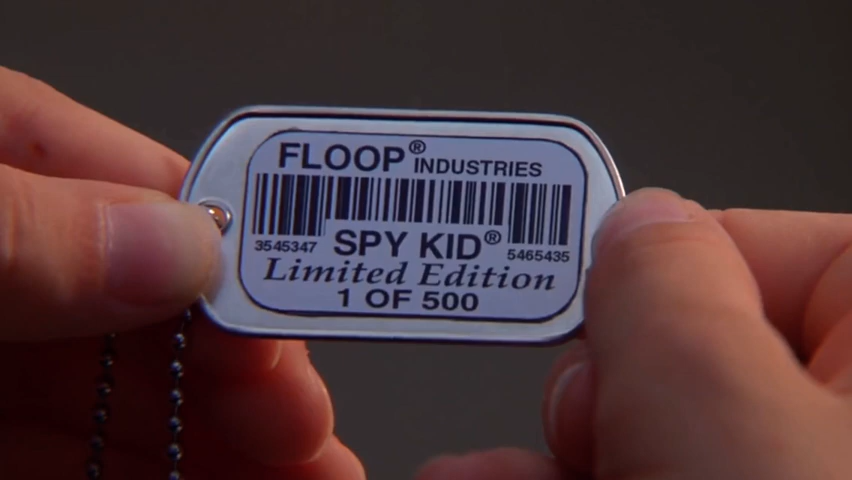 FLOOP® INDUSTRIES
3545347 SPY KID® 5465435
Limited Edition
1 OF 500